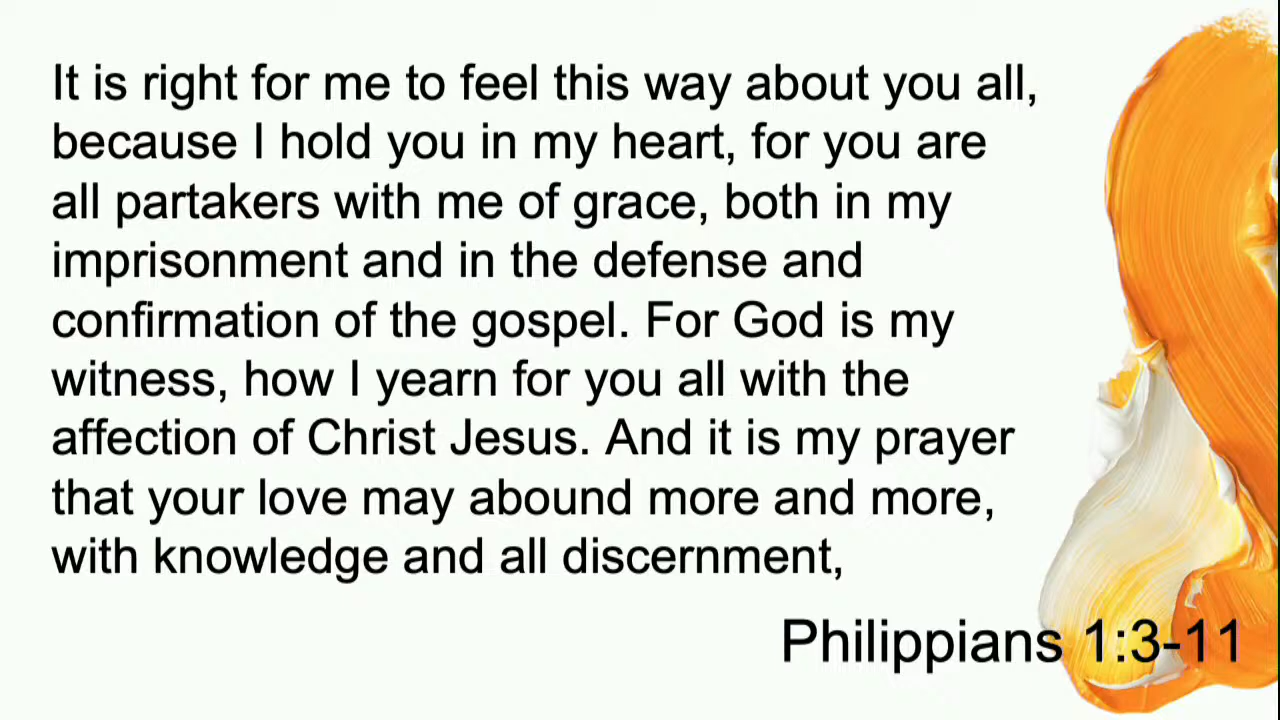 It is right for me to feel this way about you all,
because I hold you in my heart, for you are
all partakers with me of grace, both in my
imprisonment and in the defense and
confirmation of the gospel. For God is my
witness, how I yearn for you all with the
affection of Christ Jesus. And it is my prayer
that your love may abound more and more,
with knowledge and all discernment,
Philippians 1:3-11